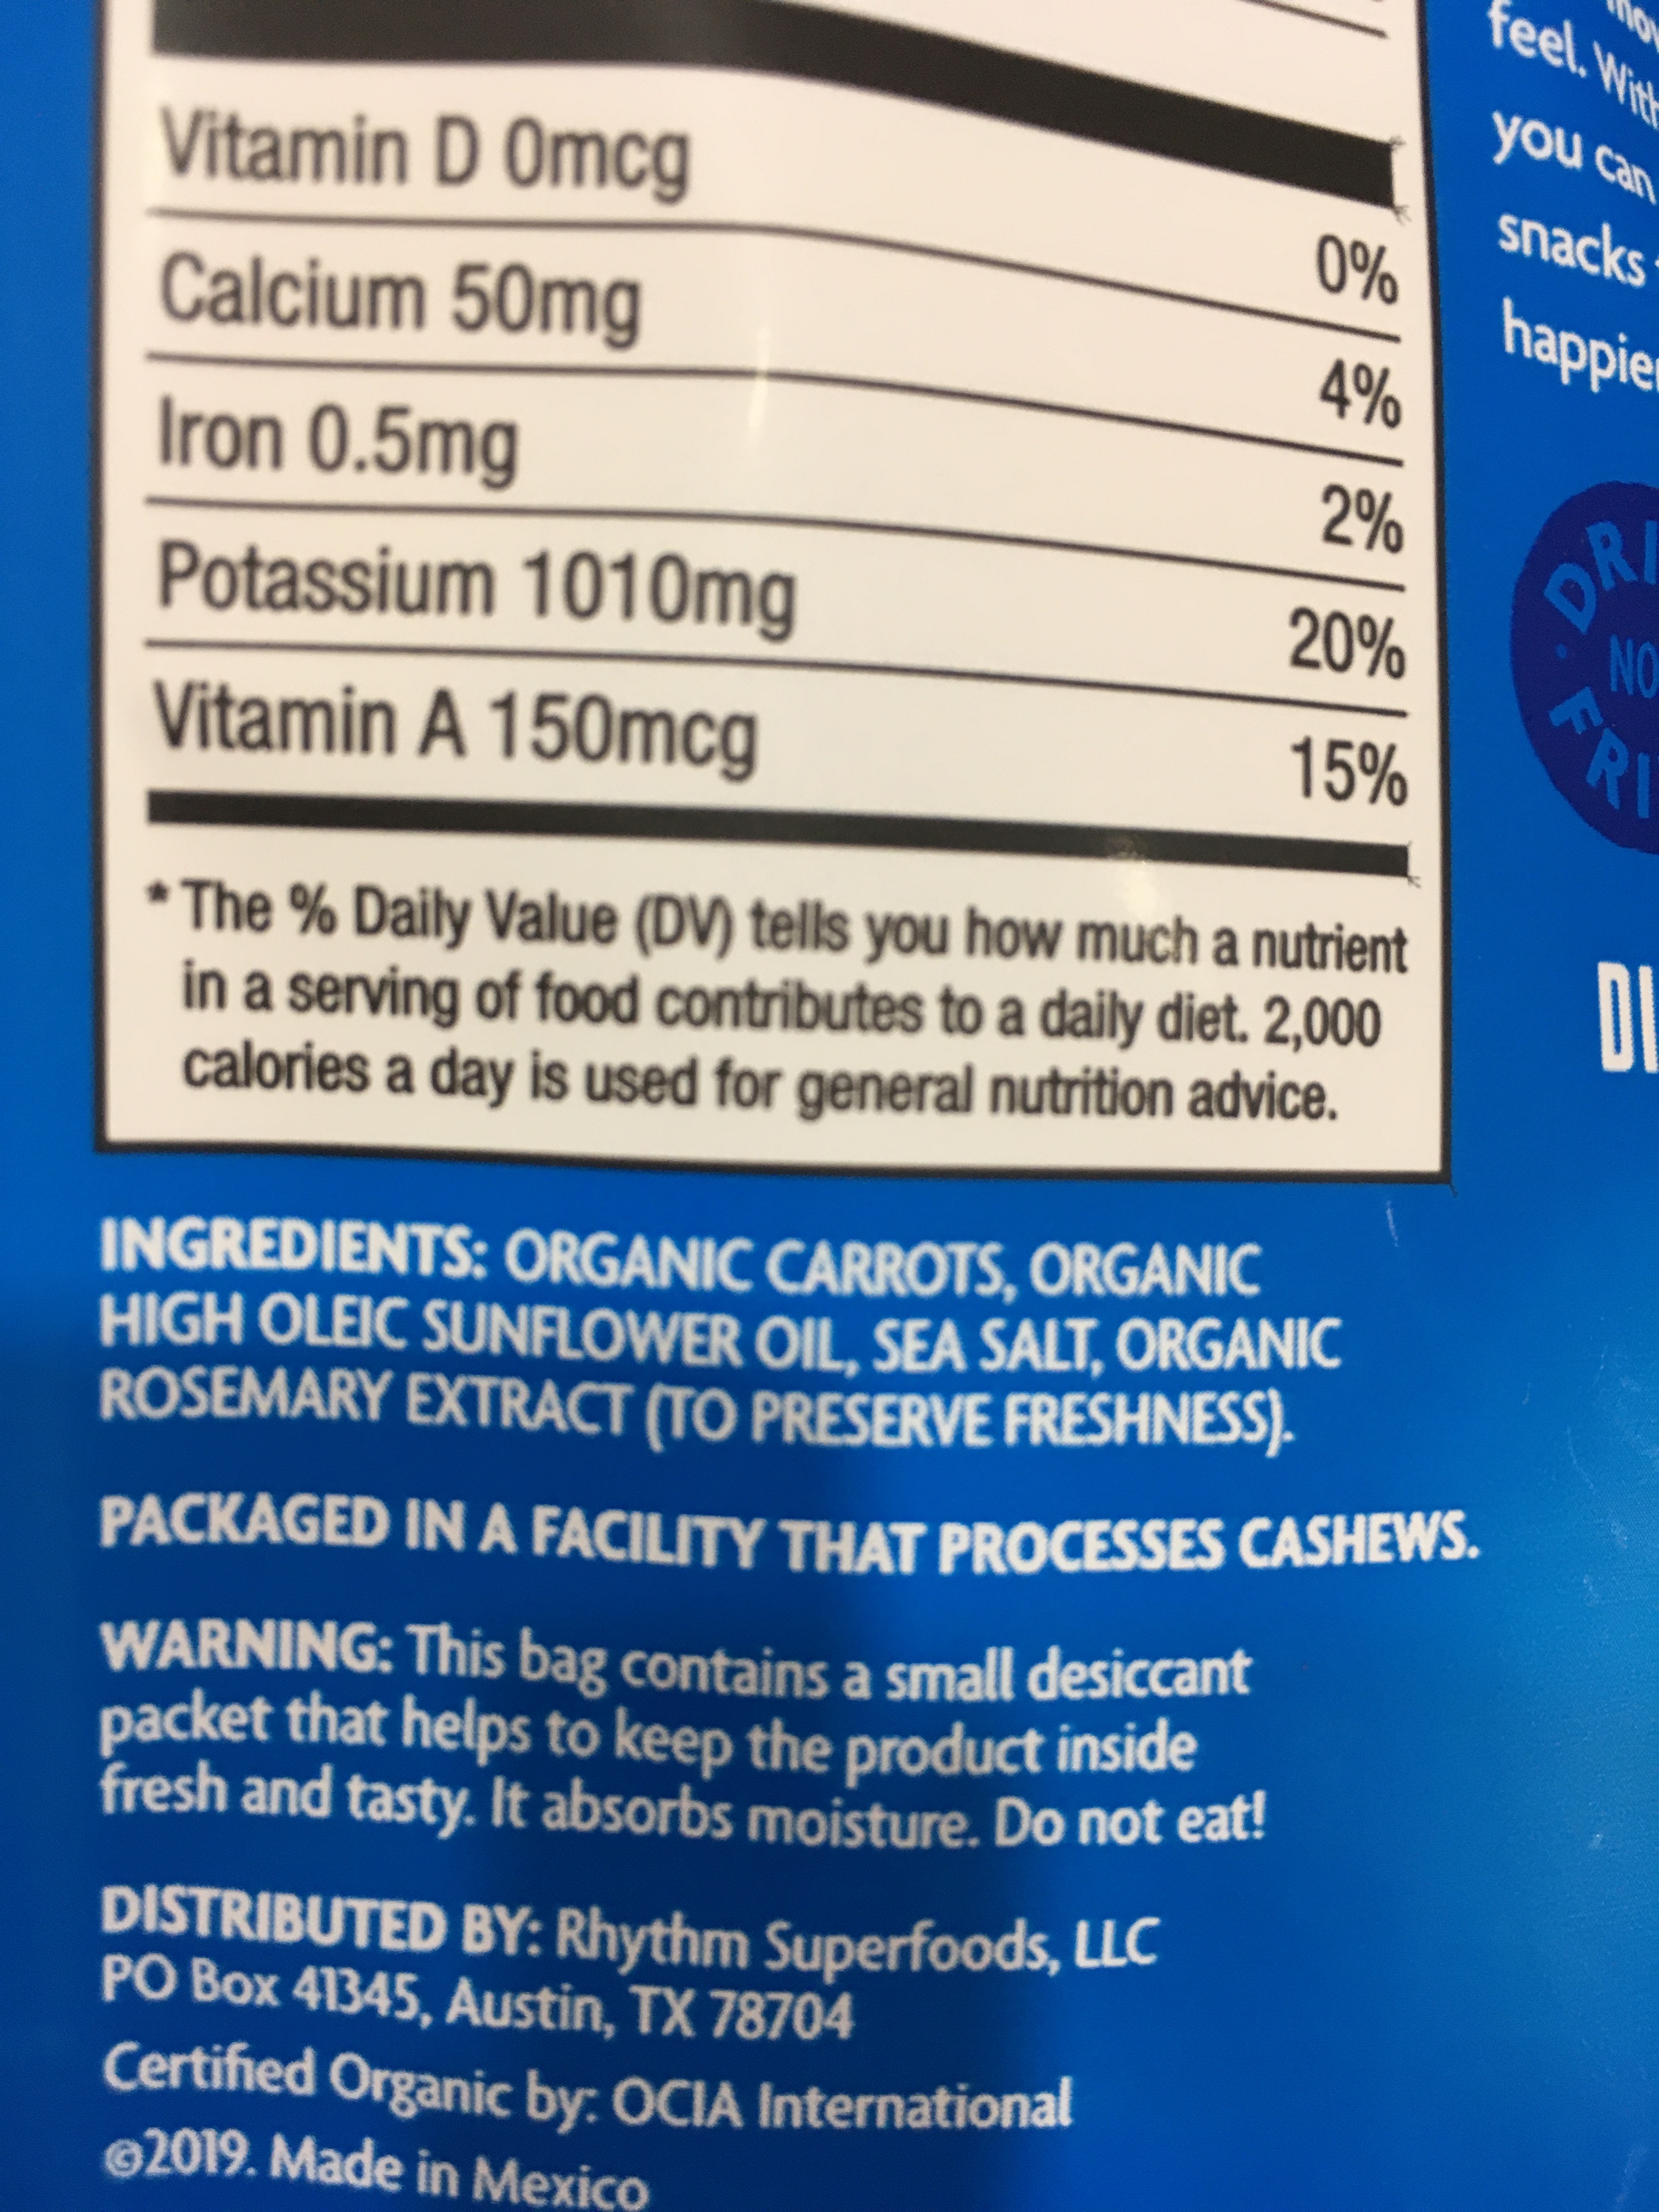 Vitamin D 0mcg 0%
Calcium 50mg 4%
Iron 0.5mg 2%
Potassium 1010mg 20%
Vitamin A 150mcg 15%
* The % Daily Value (DV) tells you how much a nutrient
in a serving of food contributes to a daily diet. 2,000
calories a day is used for general nutrition advice.
INGREDIENTS: ORGANIC CARROTS, ORGANIC
HIGH OLEIC SUNFLOWER OIL, SEA SALT, ORGANIC
ROSEMARY EXTRACT (TO PRESERVE FRESHNESS).
PACKAGED IN A FACILITY THAT PROCESSES CASHEWS.
WARNING: This bag contains a small desiccant
packet that helps to keep the product inside
fresh and tasty. It absorbs moisture. Do not eat!
DISTRIBUTED BY: Rhythm Superfoods, LLC
PO Box 41345, Austin, TX 78704
Certified Organic by: OCIA International
©2019. Made in Mexico
feel. With
you can
snacks